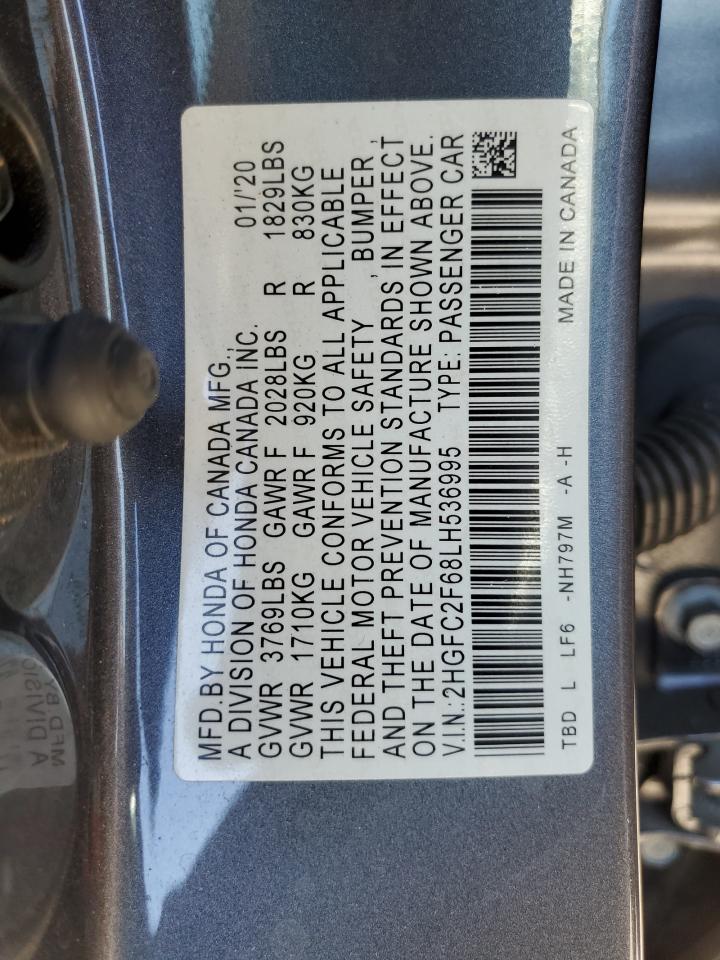 MFD.BY HONDA OF CANADA MFG., 01/'20
A DIVISION OF HONDA CANADA INC.
GVWR 3769LBS GAWR F 2028LBS R 1829LBS
GVWR 1710KG GAWR F 920KG R 830KG
THIS VEHICLE CONFORMS TO ALL APPLICABLE
FEDERAL MOTOR VEHICLE SAFETY , BUMPER ,
AND THEFT PREVENTION STANDARDS IN EFFECT
ON THE DATE OF MANUFACTURE SHOWN ABOVE.
V.I.N.:2HGFC2F68LH536995 TYPE: PASSENGER CAR
TBD L LF6 -NH797M -A -H MADE IN CANADA
MFD.BY
A DIVISIO